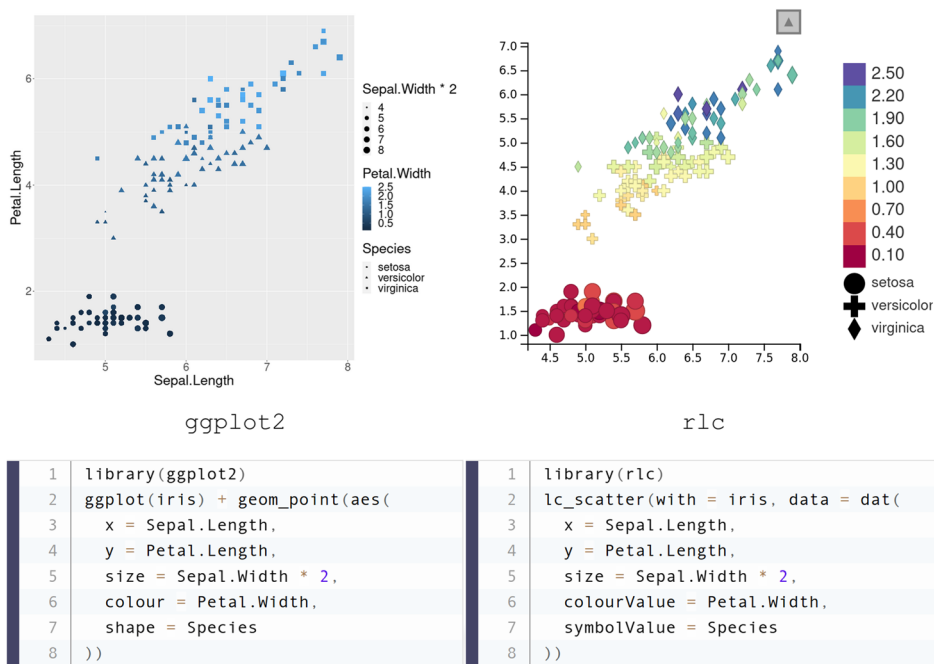 Petal.Length
6
4
2
5
6
7
8
Sepal.Length
Sepal.Width * 2
4
5
6
7
8
Petal.Width
2.5
2.0
1.5
1.0
0.5
Species
setosa
versicolor
virginica
7.0
6.5
6.0
5.5
5.0
4.5
4.0
3.5
3.0
2.5
2.0
1.5
1.0
4.5
5.0
5.5
6.0
6.5
7.0
7.5
8.0
2.50
2.20
1.90
1.60
1.30
1.00
0.70
0.40
0.10
setosa
versicolor
virginica
ggplot2
rlc
1 library(ggplot2)
2 ggplot(iris) + geom_point(aes(
3 x = Sepal.Length,
4 y = Petal.Length,
5 size = Sepal.Width * 2,
6 colour = Petal.Width,
7 shape = Species
8 ))
1 library(rlc)
2 lc_scatter(with = iris, data = dat(
3 x = Sepal.Length,
4 y = Petal.Length,
5 size = Sepal.Width * 2,
6 colourValue = Petal.Width,
7 symbolValue = Species
8 ))